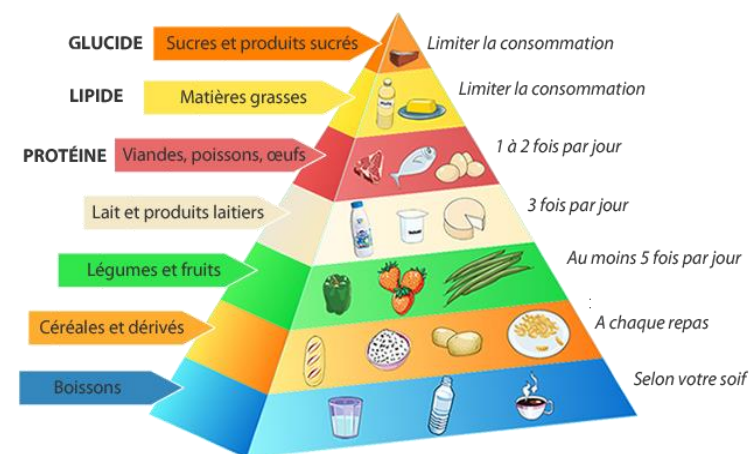 GLUCIDE Sucres et produits sucrés Limiter la consommation
LIPIDE Matières grasses Limiter la consommation
PROTÉINE Viandes, poissons, œufs 1 à 2 fois par jour
Lait et produits laitiers 3 fois par jour
Légumes et fruits Au moins 5 fois par jour
:
Céréales et dérivés A chaque repas
Boissons Selon votre soif